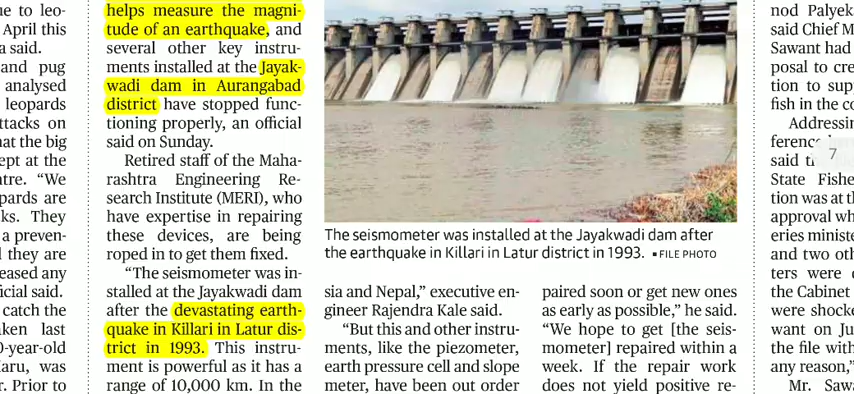 ue to leo-
April this
a said.
and pug
analysed
leopards
ttacks on
hat the big
ept at the
ntre. "We
pards are
ks. They
a preven-
d they are
eased any
ficial said.
catch the
aken last
0-year-old
aru, was
r. Prior to
helps measure the magni-
tude of an earthquake, and
several other key instru-
ments installed at the Jayak-
wadi dam in Aurangabad
district have stopped func-
tioning properly, an official
said on Sunday.
Retired staff of the Maha-
rashtra Engineering Re-
search Institute (MERI), who
have expertise in repairing
these devices, are being
roped in to get them fixed.
"The seismometer was in-
stalled at the Jayakwadi dam
after the devastating earth-
quake in Killari in Latur dis-
trict in 1993. This instru-
ment is powerful as it has a
range of 10,000 km. In the
The seismometer was installed at the Jayakwadi dam after
the earthquake in Killari in Latur district in 1993. ▪FILE PHOTO
sia and Nepal," executive en-
gineer Rajendra Kale said.
"But this and other instru-
ments, like the piezometer,
earth pressure cell and slope
meter, have been out order
paired soon or get new ones
as early as possible," he said.
"We hope to get [the seis-
mometer] repaired within a
week. If the repair work
does not yield positive re-
nod Palyek
said Chief M
Sawant had
posal to cre
tion to supp
fish in the co
Addressin
ference
said
State Fishe
tion was at th
approval wh
eries ministe
and two oth
ters were
the Cabinet
were shocke
want on Ju
the file with
any reason,"
Mr. Sawa
7